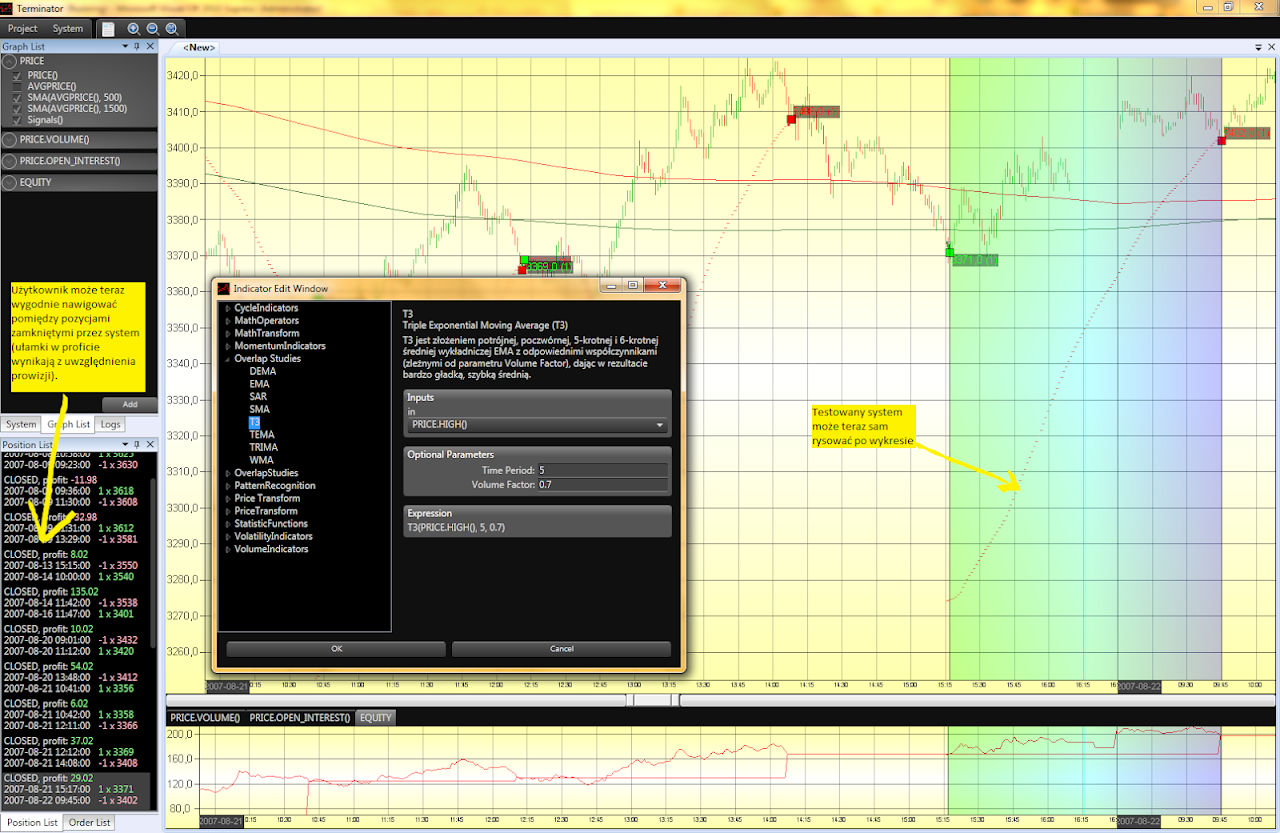 Terminator
Project System
Graph List
PRICE
PRICE()
AVGPRICE()
SMA(AVGPRICE(), 500)
SMA(AVGPRICE(), 1500)
Signals()
PRICE.VOLUME()
PRICE.OPEN_INTEREST()
EQUITY
Użytkownik może teraz
wygodnie nawigować
pomiędzy pozycjami
zamkniętymi przez system
(ułamki w proficie
wynikają z uwzględnienia
prowizji).
Add
System Graph List Logs
Position List
2007-08-09 09:23:00 -1 x 3630
CLOSED, profit: -11.98
2007-08-09 09:36:00 1 x 3618
2007-08-09 11:30:00 -1 x 3608
CLOSED, profit: -32.98
2007-08-09 11:31:00 1 x 3612
2007-08-09 13:29:00 -1 x 3581
CLOSED, profit: 8.02
2007-08-13 15:15:00 -1 x 3550
2007-08-14 10:00:00 1 x 3540
CLOSED, profit: 135.02
2007-08-14 11:42:00 -1 x 3538
2007-08-16 11:47:00 1 x 3401
CLOSED, profit: 10.02
2007-08-20 09:01:00 -1 x 3432
2007-08-20 11:12:00 1 x 3420
CLOSED, profit: 54.02
2007-08-20 13:48:00 -1 x 3412
2007-08-21 10:41:00 1 x 3356
CLOSED, profit: 6.02
2007-08-21 10:42:00 1 x 3358
2007-08-21 12:11:00 -1 x 3366
CLOSED, profit: 37.02
2007-08-21 12:12:00 1 x 3369
2007-08-21 14:08:00 -1 x 3408
CLOSED, profit: 29.02
2007-08-21 15:17:00 1 x 3371
2007-08-22 09:45:00 -1 x 3402
Position List Order List
<New>
3420,0
3410,0
3400,0
3390,0
3380,0
3370,0
3360,0
3350,0
3340,0
3330,0
3320,0
3310,0
3300,0
3290,0
3280,0
3270,0
3260,0
3369,0 (1)
3371,0 (1)
Testowany system
może teraz sam
rysować po wykresie
Indicator Edit Window
CycleIndicators
MathOperators
MathTransform
MomentumIndicators
Overlap Studies
DEMA
EMA
SAR
SMA
T3
TEMA
TRIMA
WMA
OverlapStudies
PatternRecognition
Price Transform
PriceTransform
StatisticFunctions
VolatilityIndicators
VolumeIndicators
T3
Triple Exponential Moving Average (T3)
T3 jest złożeniem potrójnej, poczwórnej, 5-krotnej i 6-krotnej
średniej wykładniczej EMA z odpowiednimi współczynnikami
(zleżnymi od parametru Volume Factor), dając w rezultacie
bardzo gładką, szybką średnią.
Inputs
in
PRICE.HIGH()
Optional Parameters
Time Period: 5
Volume Factor: 0.7
Expression
T3(PRICE.HIGH(), 5, 0.7)
OK Cancel
2007-08-21 10:15 10:30 10:45 11:00 11:15 11:30 11:45 12:00 12:15 12:30 12:45 13:00 13:15 13:30 13:45 14:00 14:15 14:30 14:45 15:00 15:15 15:30 15:45 16:00 16:15 2007-08-22 09:30 09:45 10:00
PRICE.VOLUME() PRICE.OPEN_INTEREST() EQUITY
200,0
160,0
120,0
80,0
2007-08-21 10:15 10:30 10:45 11:00 11:15 11:30 11:45 12:00 12:15 12:30 12:45 13:00 13:15 13:30 13:45 14:00 14:15 14:30 14:45 15:00 15:15 15:30 15:45 16:00 16:15 2007-08-22 09:30 09:45 10:00